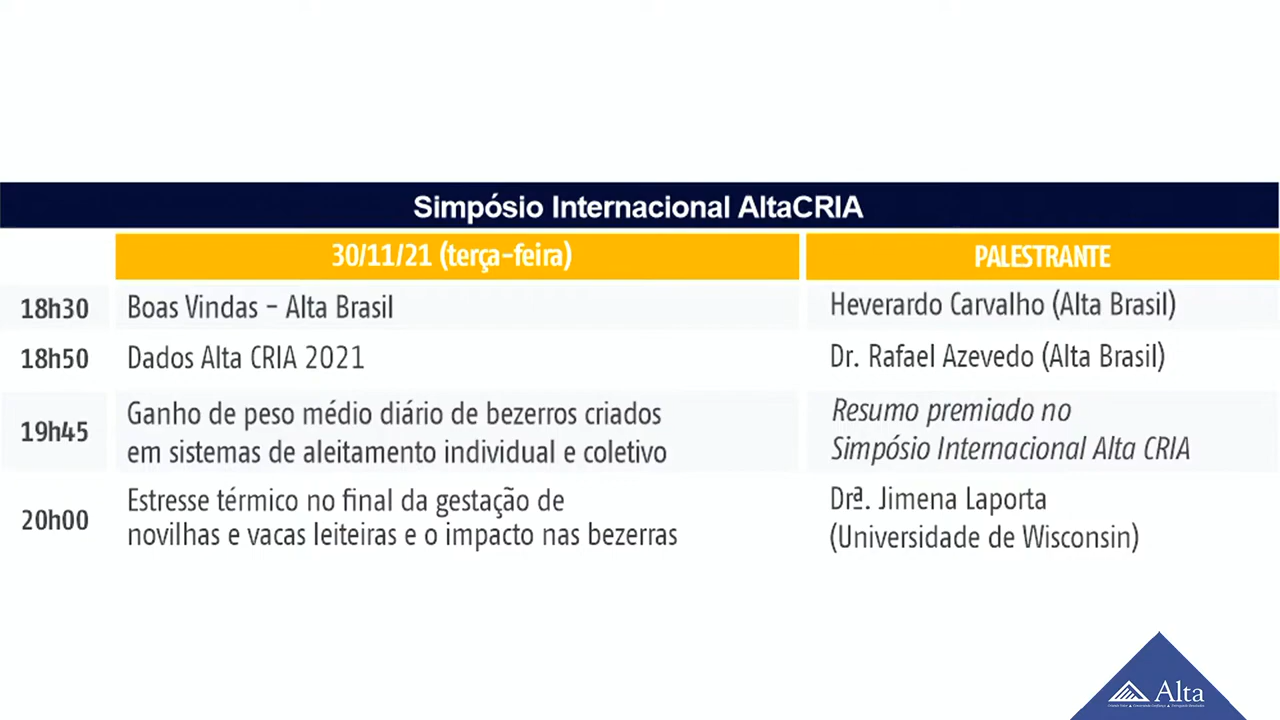 Simpósio Internacional AltaCRIA
30/11/21 (terça-feira)
PALESTRANTE
18h30
Boas Vindas - Alta Brasil
Heverardo Carvalho (Alta Brasil)
18h50
Dados Alta CRIA 2021
Dr. Rafael Azevedo (Alta Brasil)
19h45
Ganho de peso médio diário de bezerros criados
em sistemas de aleitamento individual e coletivo
Resumo premiado no
Simpósio Internacional Alta CRIA
20h00
Estresse térmico no final da gestação de
novilhas e vacas leiteiras e o impacto nas bezerras
Drª. Jimena Laporta
(Universidade de Wisconsin)
Alta